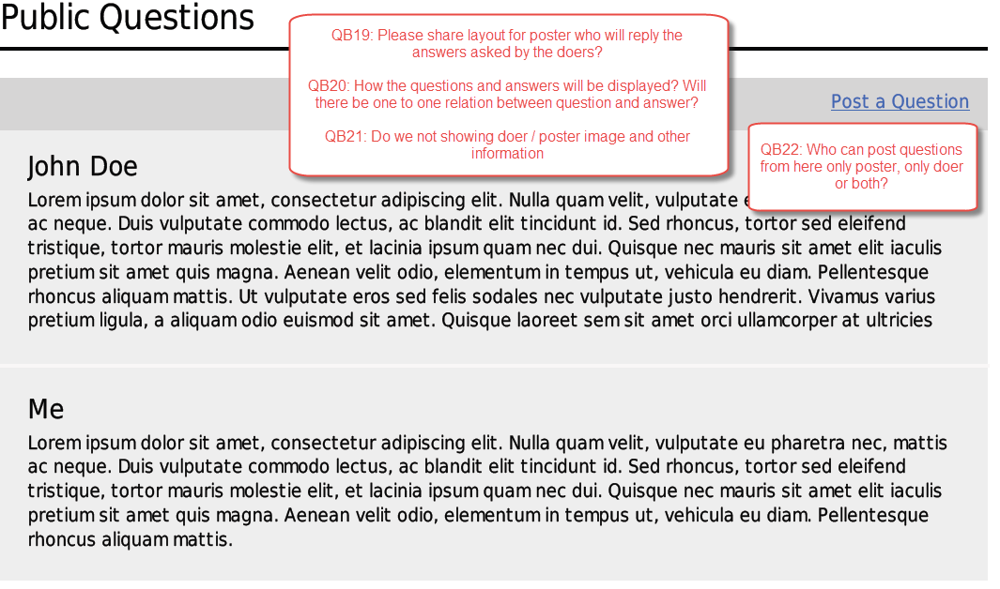 Public Questions
QB19: Please share layout for poster who will reply the
answers asked by the doers?
QB20: How the questions and answers will be displayed? Will
there be one to one relation between question and answer?
QB21: Do we not showing doer / poster image and other
information
Post a Question
QB22: Who can post questions
from here only poster, only doer
or both?
John Doe
Lorem ipsum dolor sit amet, consectetur adipiscing elit. Nulla quam velit, vulputate
ac neque. Duis vulputate commodo lectus, ac blandit elit tincidunt id. Sed rhoncus, tortor sed eleifend
tristique, tortor mauris molestie elit, et lacinia ipsum quam nec dui. Quisque nec mauris sit amet elit iaculis
pretium sit amet quis magna. Aenean velit odio, elementum in tempus ut, vehicula eu diam. Pellentesque
rhoncus aliquam mattis. Ut vulputate eros sed felis sodales nec vulputate justo hendrerit. Vivamus varius
pretium ligula, a aliquam odio euismod sit amet. Quisque laoreet sem sit amet orci ullamcorper at ultricies
Me
Lorem ipsum dolor sit amet, consectetur adipiscing elit. Nulla quam velit, vulputate eu pharetra nec, mattis
ac neque. Duis vulputate commodo lectus, ac blandit elit tincidunt id. Sed rhoncus, tortor sed eleifend
tristique, tortor mauris molestie elit, et lacinia ipsum quam nec dui. Quisque nec mauris sit amet elit iaculis
pretium sit amet quis magna. Aenean velit odio, elementum in tempus ut, vehicula eu diam. Pellentesque
rhoncus aliquam mattis.